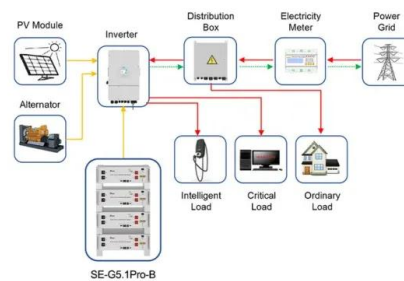 PV Module
Inverter
Distribution
Box
Electricity
Meter
Power
Grid
Alternator
Intelligent
Load
Critical
Load
Ordinary
Load
SE-G5.1Pro-B